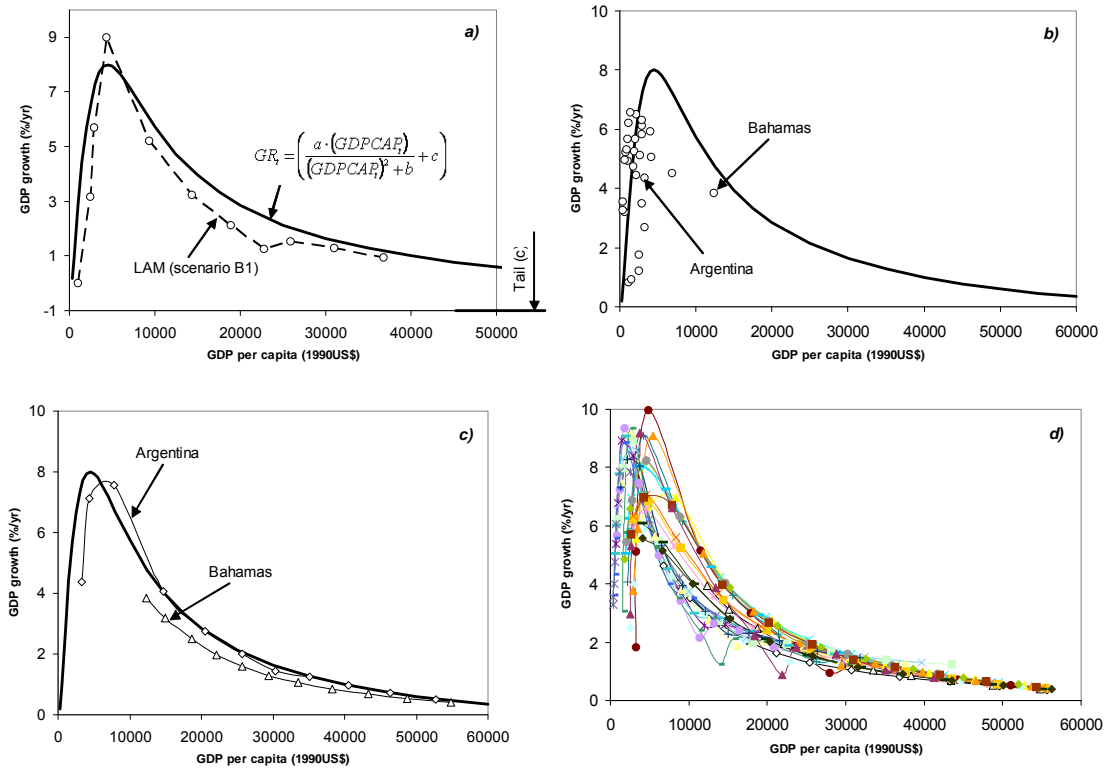 a)
GDP growth (%/yr)
9
7
5
3
1
-1
GR_t = ( a · (GDPCAP_t) / (GDPCAP_t)^2 + b + c )
LAM (scenario B1)
Tail (c)
0 10000 20000 30000 40000 50000
GDP per capita (1990US$)
b)
GDP growth (%/yr)
10
8
6
4
2
0
Bahamas
Argentina
0 10000 20000 30000 40000 50000 60000
GDP per capita (1990US$)
c)
GDP growth (%/yr)
10
8
6
4
2
0
Argentina
Bahamas
0 10000 20000 30000 40000 50000 60000
GDP per capita (1990US$)
d)
GDP growth (%/yr)
10
8
6
4
2
0
0 10000 20000 30000 40000 50000 60000
GDP per capita (1990US$)